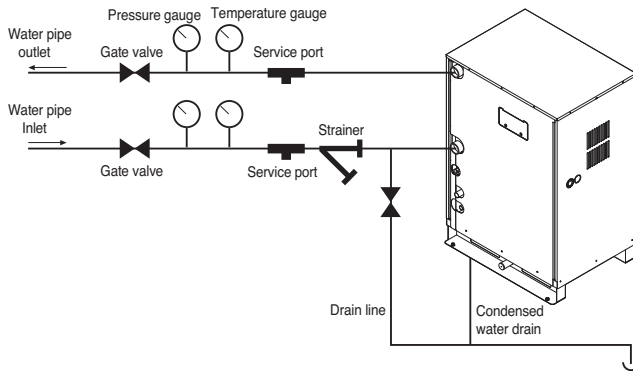 Pressure gauge
Temperature gauge
Water pipe
outlet
Gate valve
Service port
Water pipe
Inlet
Strainer
Gate valve
Service port
Drain line
Condensed
water drain